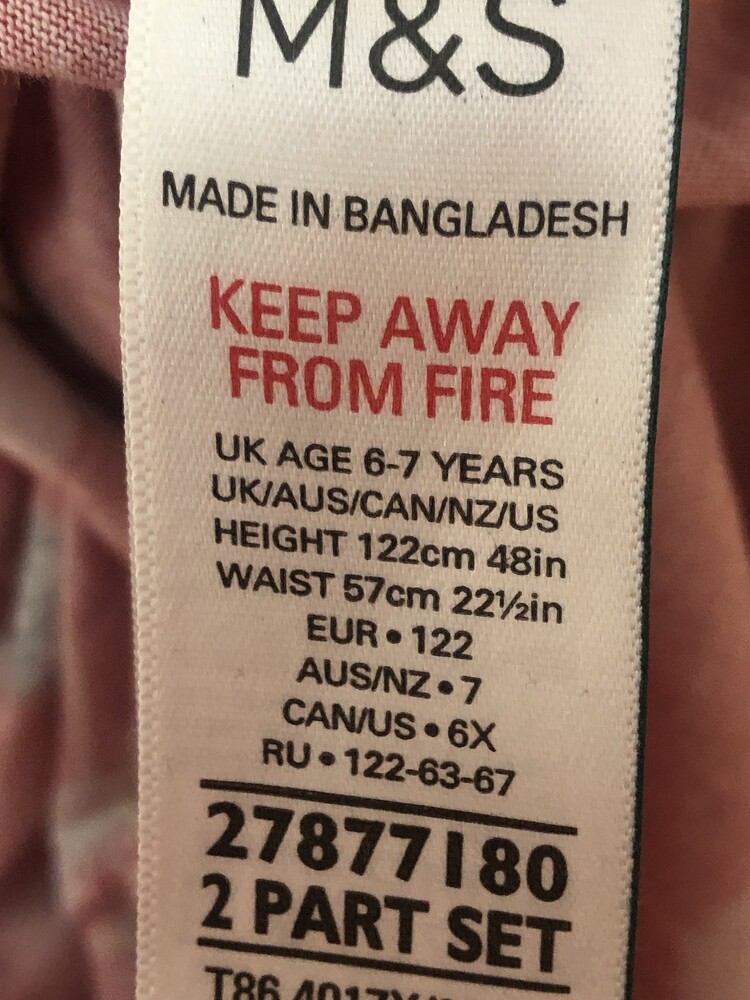 M&S
MADE IN BANGLADESH
KEEP AWAY
FROM FIRE
UK AGE 6-7 YEARS
UK/AUS/CAN/NZ/US
HEIGHT 122cm 48in
WAIST 57cm 22½in
EUR • 122
AUS/NZ • 7
CAN/US • 6X
RU • 122-63-67
27877180
2 PART SET
T86